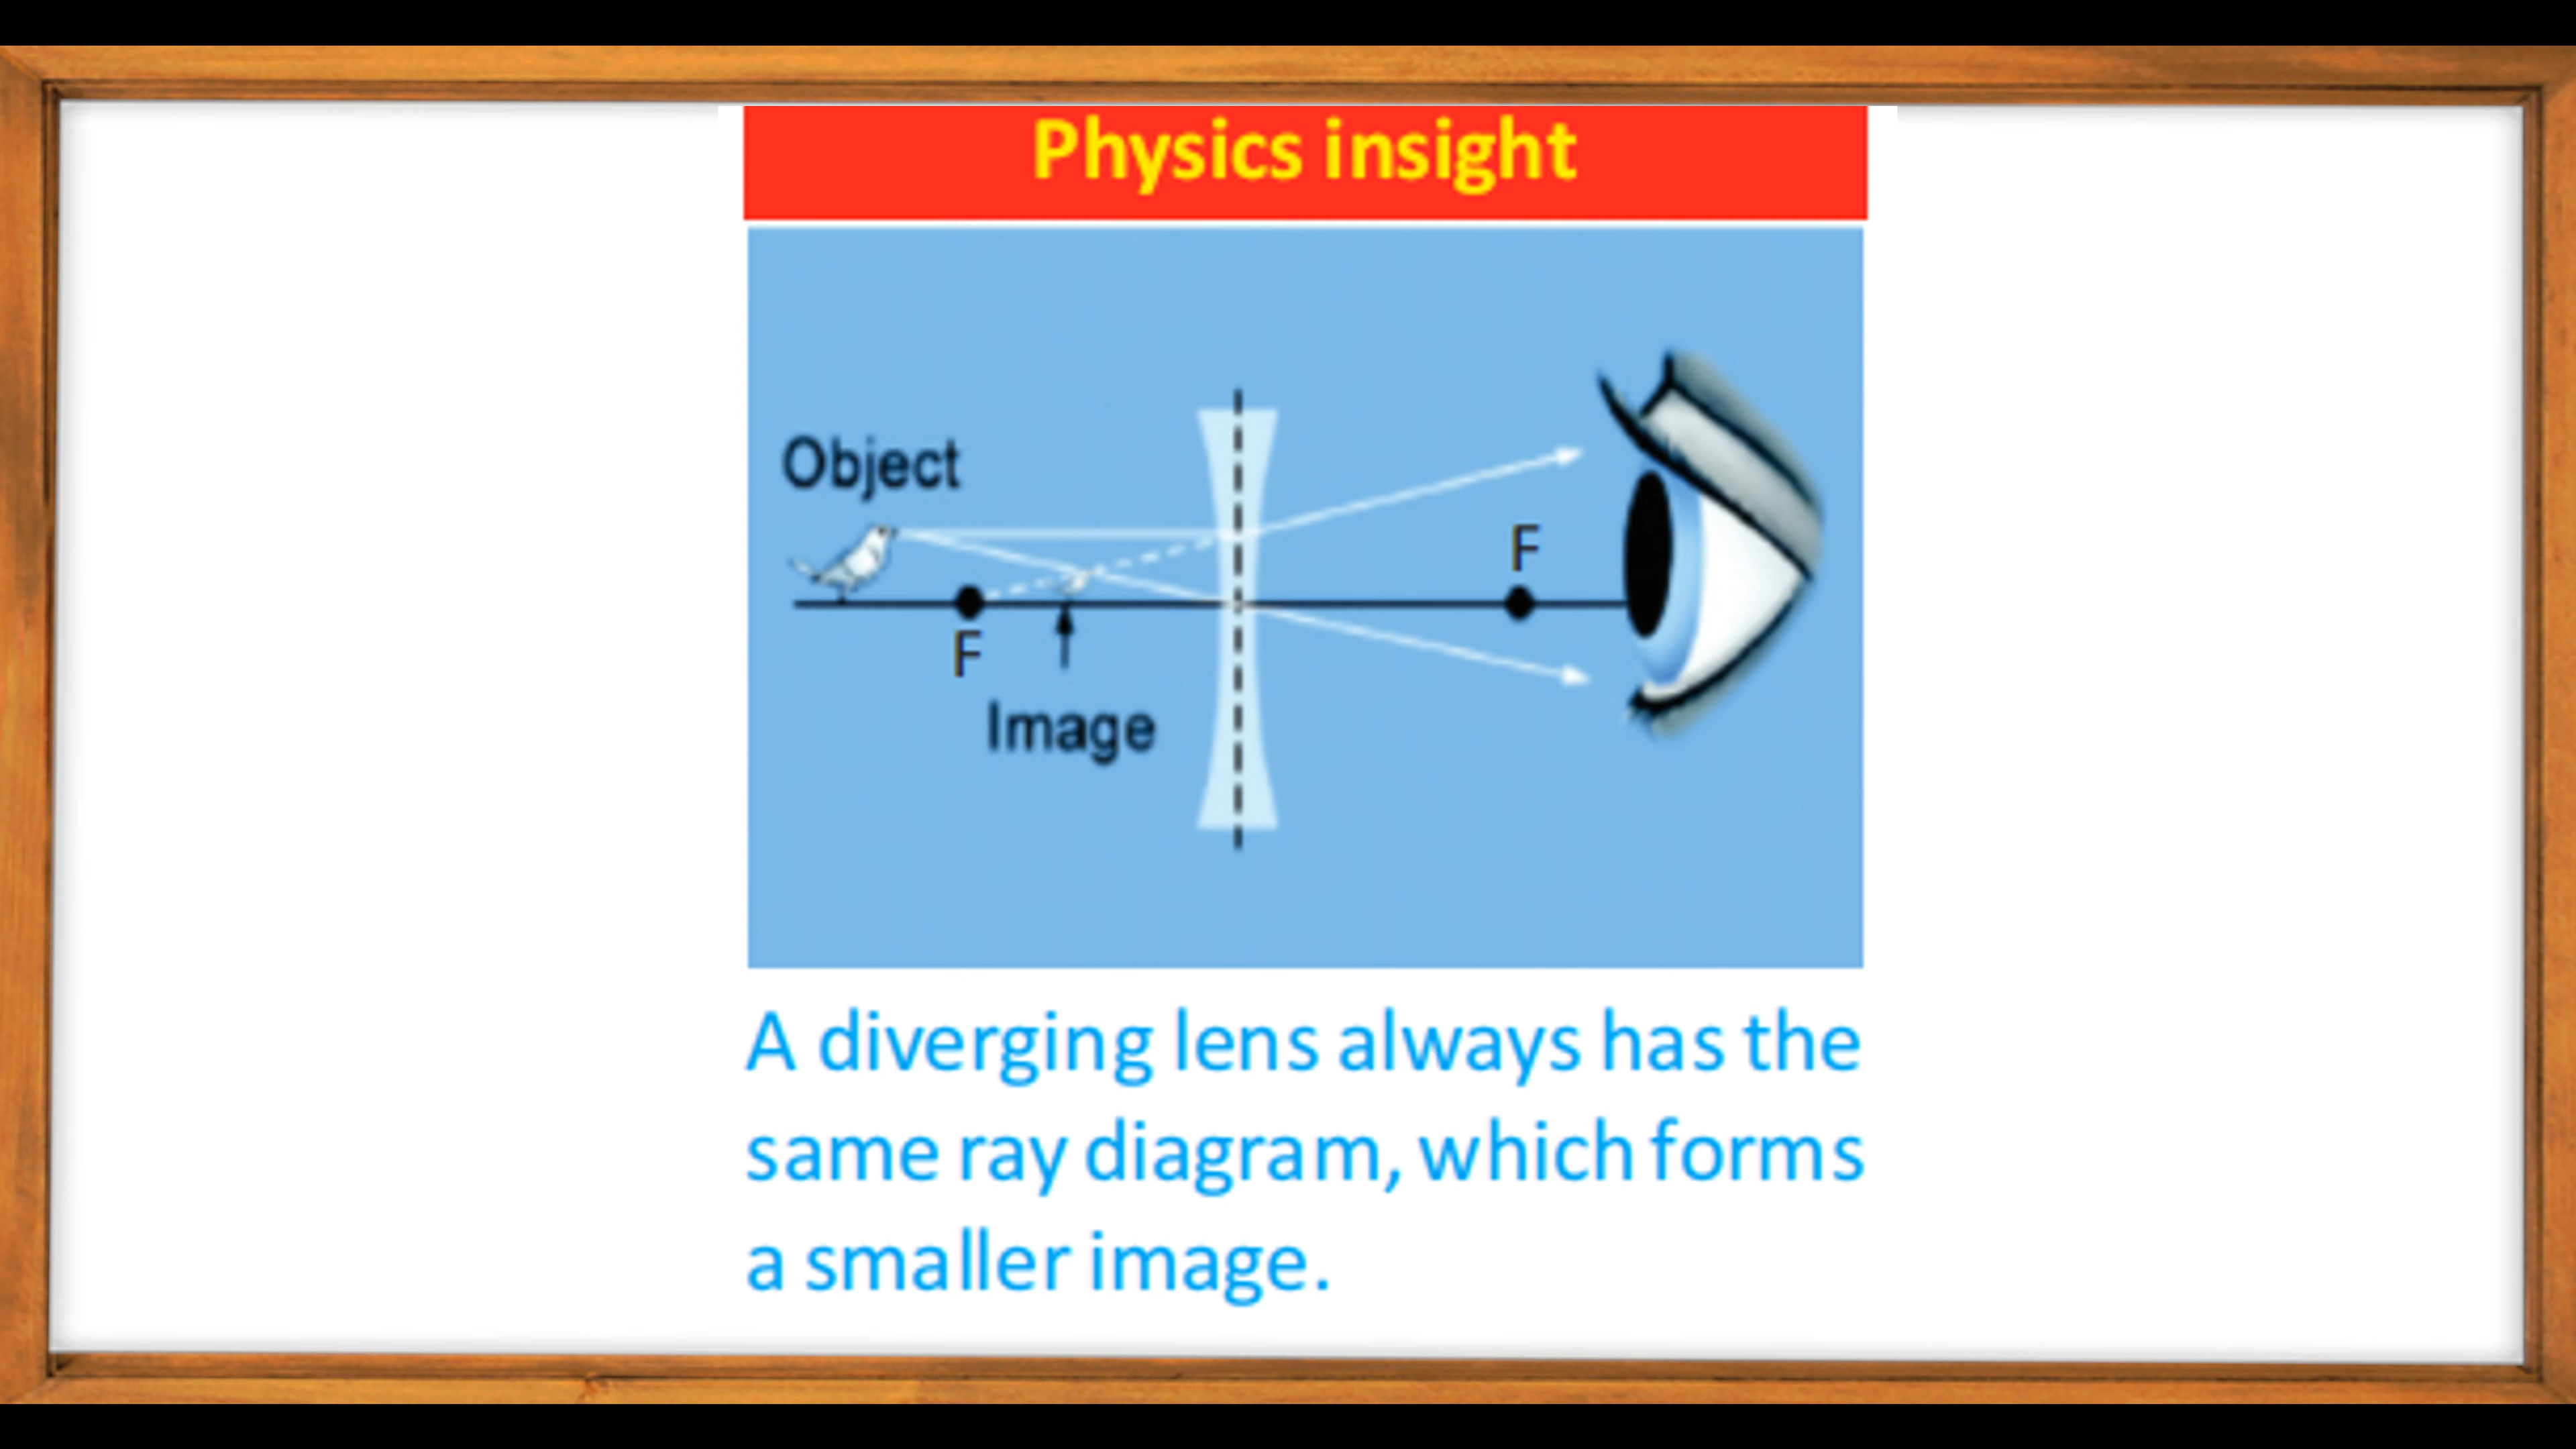 Physics insight
Object
F
F
Image
A diverging lens always has the
same ray diagram, which forms
a smaller image.